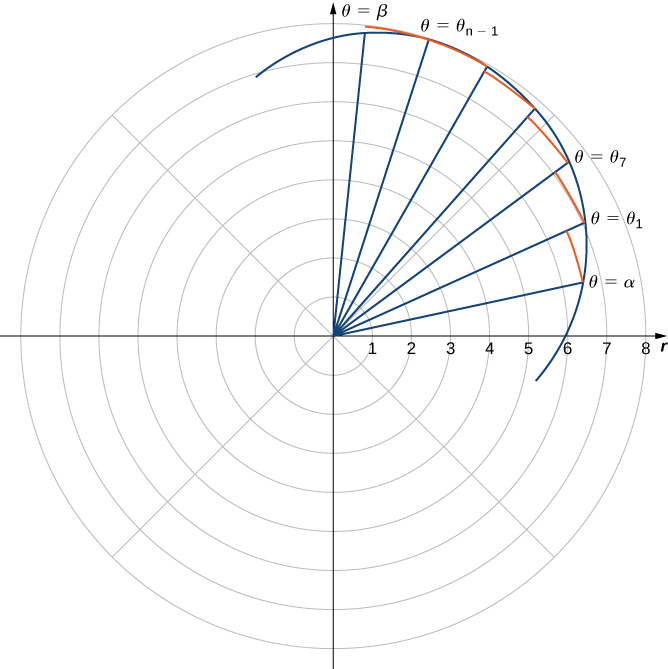 θ = β
θ = θn − 1
θ = θ7
θ = θ1
θ = α
1 2 3 4 5 6 7 8 r